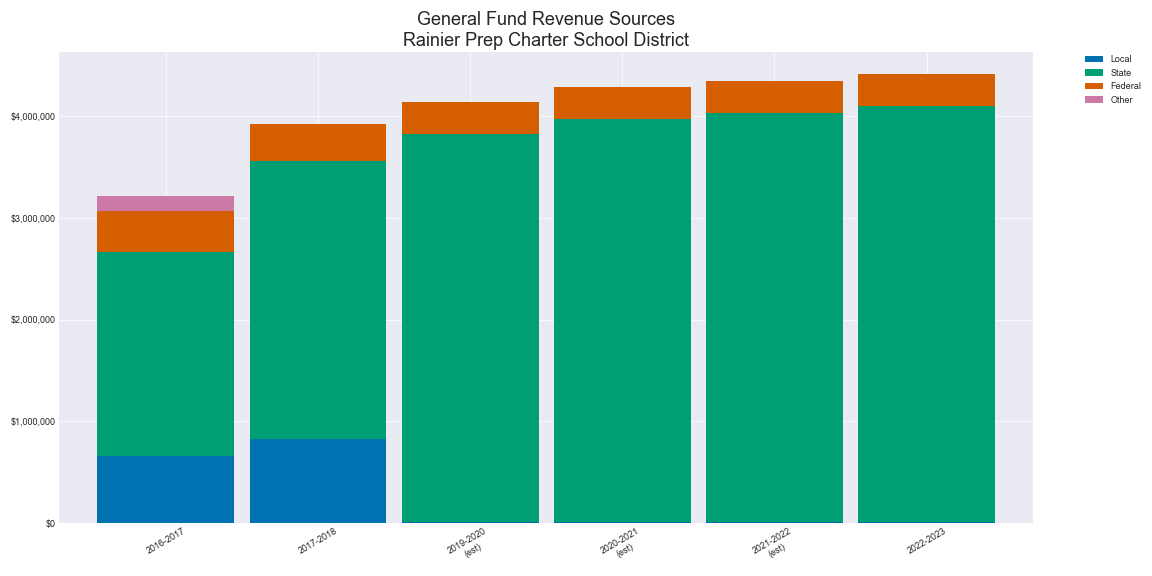 General Fund Revenue Sources
Rainier Prep Charter School District
Local
State
Federal
Other
$4,000,000
$3,000,000
$2,000,000
$1,000,000
$0
2016-2017
2017-2018
2019-2020
(est)
2020-2021
(est)
2021-2022
(est)
2022-2023